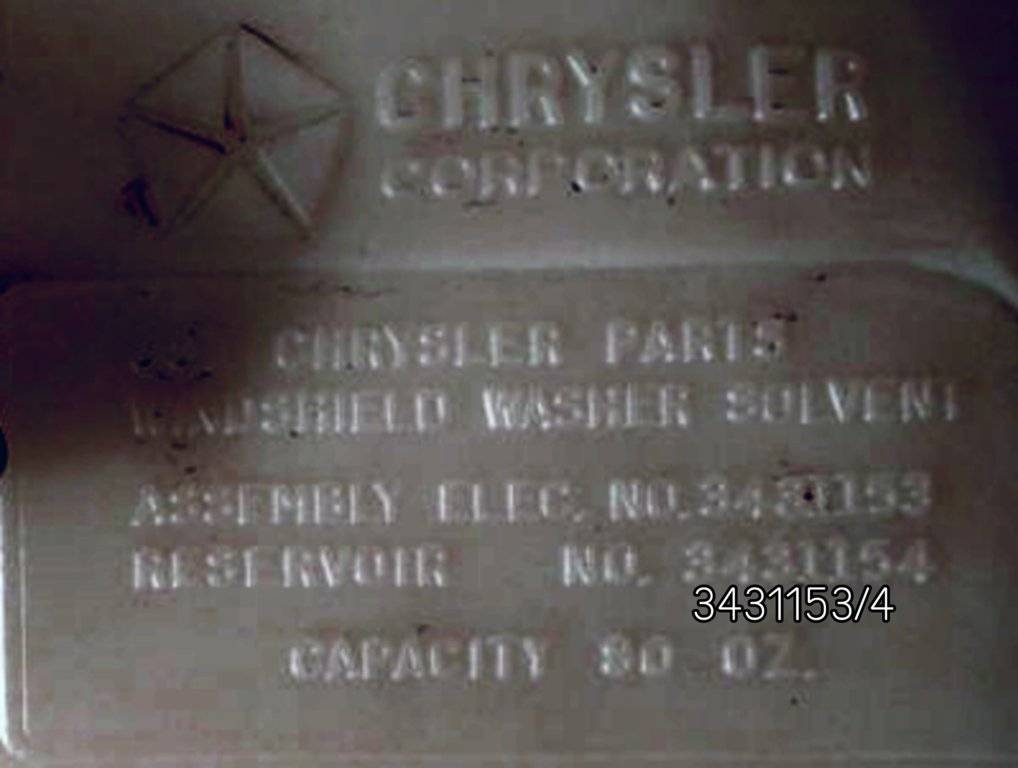 CHRYSLER
CORPORATION
CHRYSLER PARTS
WINDSHIELD WASHER SOLVENT
ASSEMBLY ELEC. NO. 3431153
RESERVOIR NO. 3431154
3431153/4
CAPACITY 80 OZ.